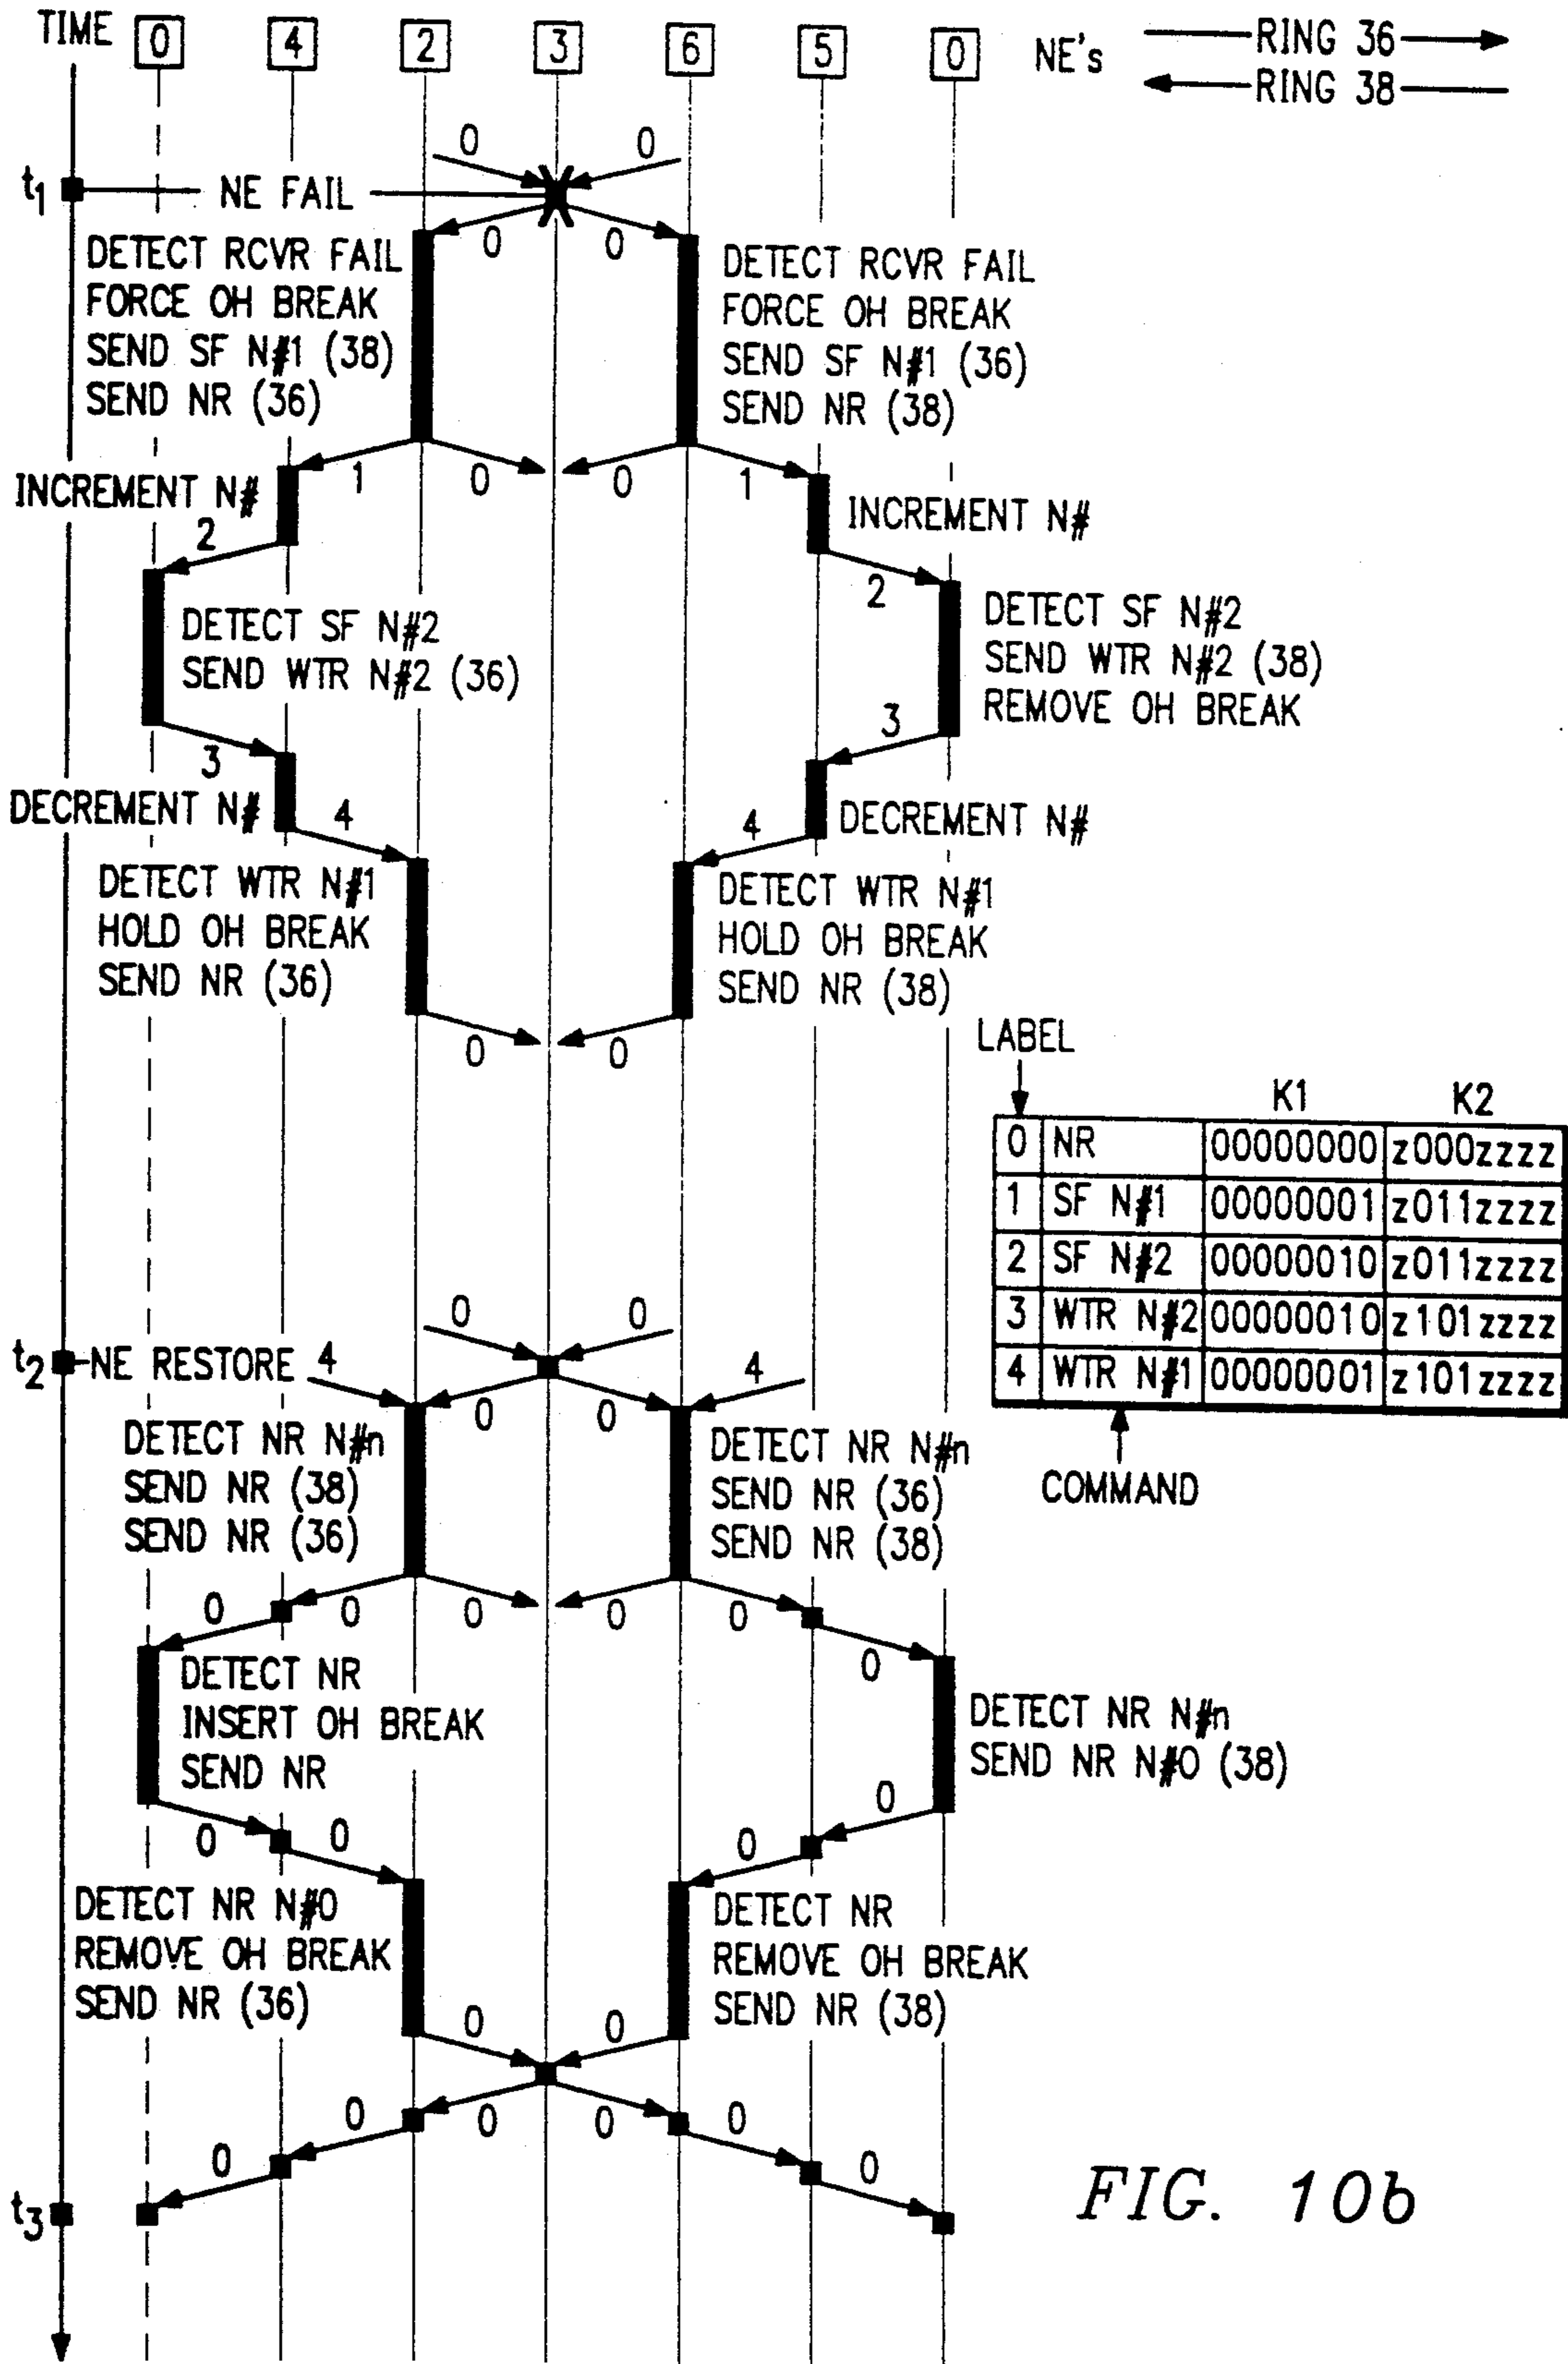 TIME 0 4 2 3 6 5 0 NE's RING 36
RING 38
0 0
t1 NE FAIL
0 0
DETECT RCVR FAIL
FORCE OH BREAK
SEND SF N#1 (38)
SEND NR (36)
DETECT RCVR FAIL
FORCE OH BREAK
SEND SF N#1 (36)
SEND NR (38)
1 0 0 1
INCREMENT N#
INCREMENT N#
2 2
DETECT SF N#2
SEND WTR N#2 (36)
DETECT SF N#2
SEND WTR N#2 (38)
REMOVE OH BREAK
3 3
DECREMENT N# 4
4 DECREMENT N#
DETECT WTR N#1
HOLD OH BREAK
SEND NR (36)
DETECT WTR N#1
HOLD OH BREAK
SEND NR (38)
0 0
LABEL
K1 K2
0 NR 00000000 z000zzzz
1 SF N#1 00000001 z011zzzz
2 SF N#2 00000010 z011zzzz
3 WTR N#2 00000010 z101zzzz
4 WTR N#1 00000001 z101zzzz
COMMAND
0 0
t2 NE RESTORE 4 4
0 0
DETECT NR N#n
SEND NR (38)
SEND NR (36)
DETECT NR N#n
SEND NR (36)
SEND NR (38)
0 0 0 0 0
0
DETECT NR
INSERT OH BREAK
SEND NR
DETECT NR N#n
SEND NR N#0 (38)
0
0 0 0
DETECT NR N#0
REMOVE OH BREAK
SEND NR (36)
DETECT NR
REMOVE OH BREAK
SEND NR (38)
0 0
0 0 0 0
0 0
t3
FIG. 10b